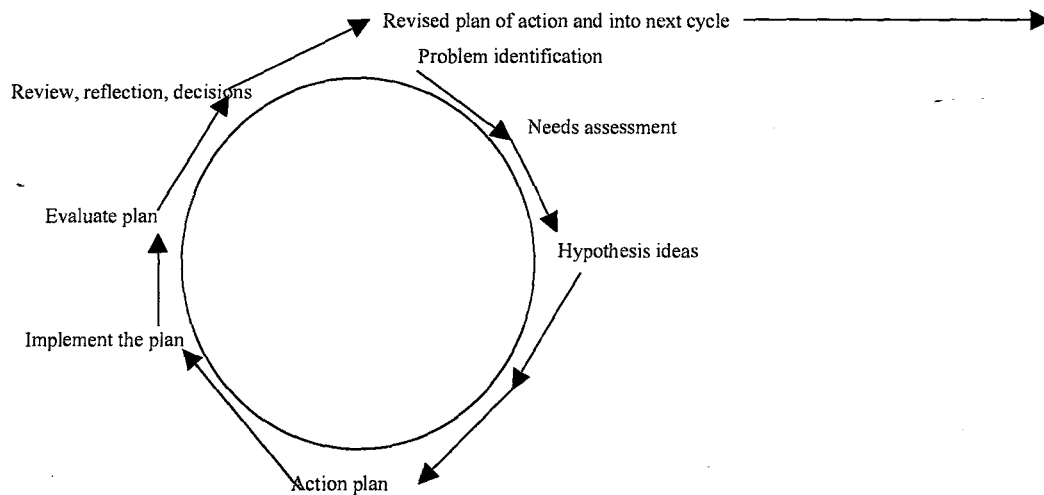 Revised plan of action and into next cycle
Problem identification
Review, reflection, decisions
Needs assessment
Evaluate plan
Hypothesis ideas
Implement the plan
Action plan